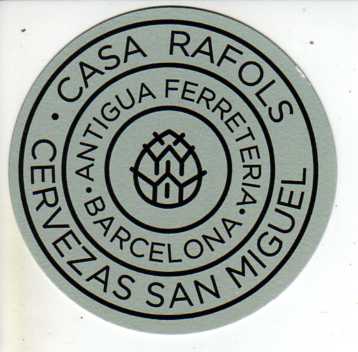 · CASA RAFOLS ·
CERVEZAS SAN MIGUEL
· ANTIGUA FERRETERIA ·
BARCELONA